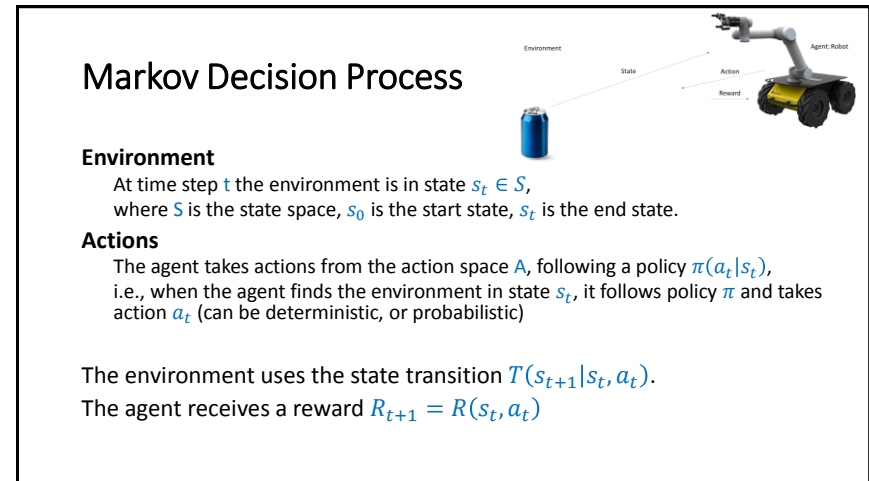 Markov Decision Process
Environment
State
Action
Reward
Agent: Robot
Environment
At time step t the environment is in state s_t ∈ S,
where S is the state space, s_0 is the start state, s_t is the end state.
Actions
The agent takes actions from the action space A, following a policy π(a_t|s_t),
i.e., when the agent finds the environment in state s_t, it follows policy π and takes
action a_t (can be deterministic, or probabilistic)
The environment uses the state transition T(s_{t+1}|s_t, a_t).
The agent receives a reward R_{t+1} = R(s_t, a_t)